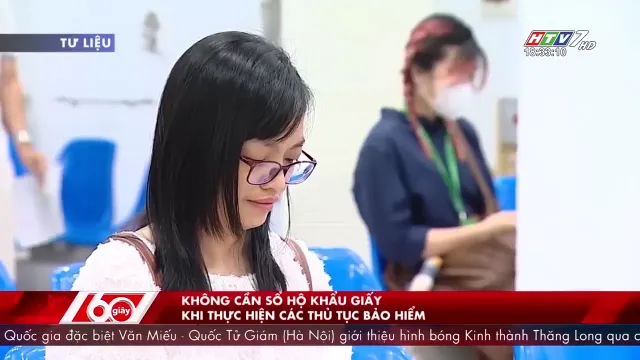 TƯ LIỆU
HTV7 HD
18:33:10
60 giây
KHÔNG CẦN SỔ HỘ KHẨU GIẤY
KHI THỰC HIỆN CÁC THỦ TỤC BẢO HIỂM
Quốc gia đặc biệt Văn Miếu - Quốc Tử Giám (Hà Nội) giới thiệu hình bóng Kinh thành Thăng Long qua c